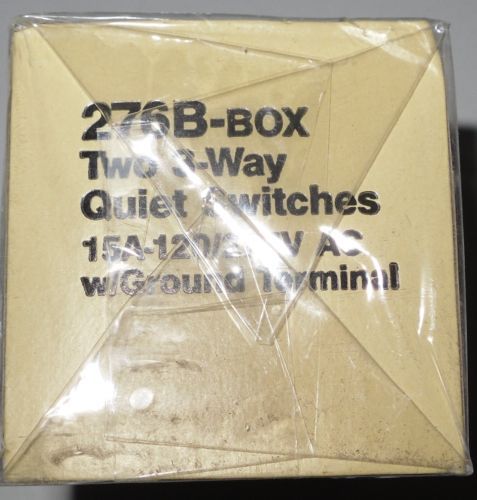 276B-BOX
Two 3-Way
Quiet Switches
15A-120/277V AC
w/Ground Terminal